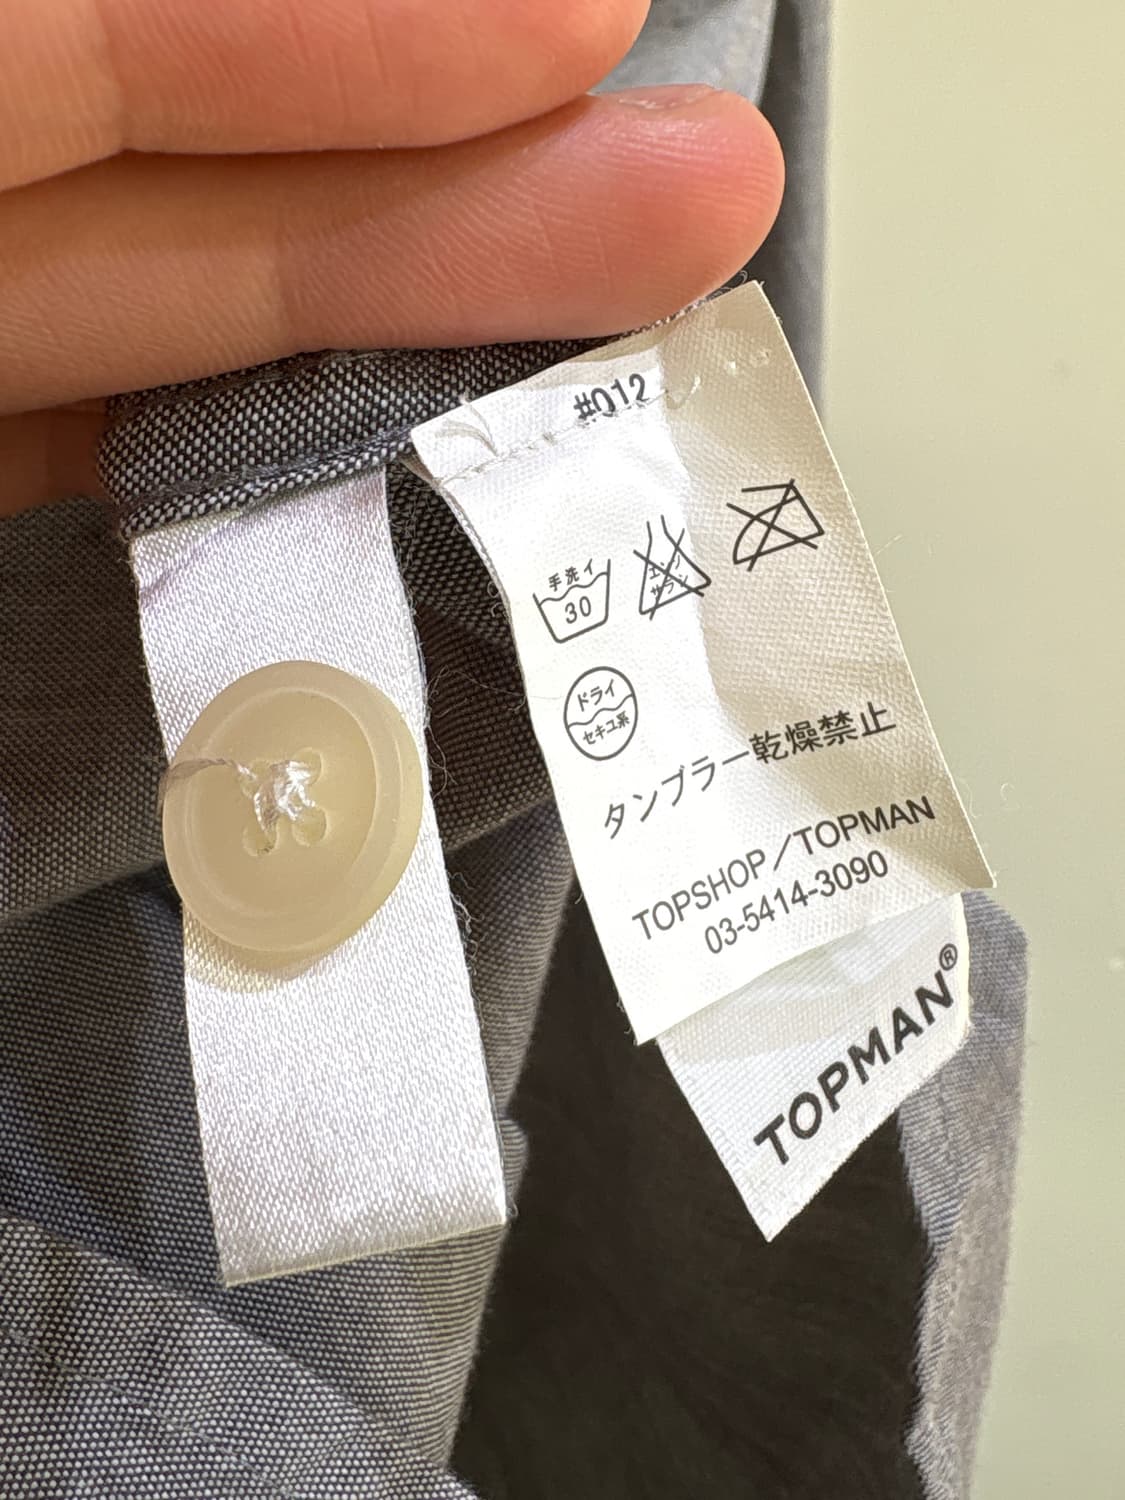 #012
手洗イ
30
エンソ
サラシ
ドライ
セキユ系
タンブラー乾燥禁止
TOPSHOP/TOPMAN
03-5414-3090
TOPMAN®